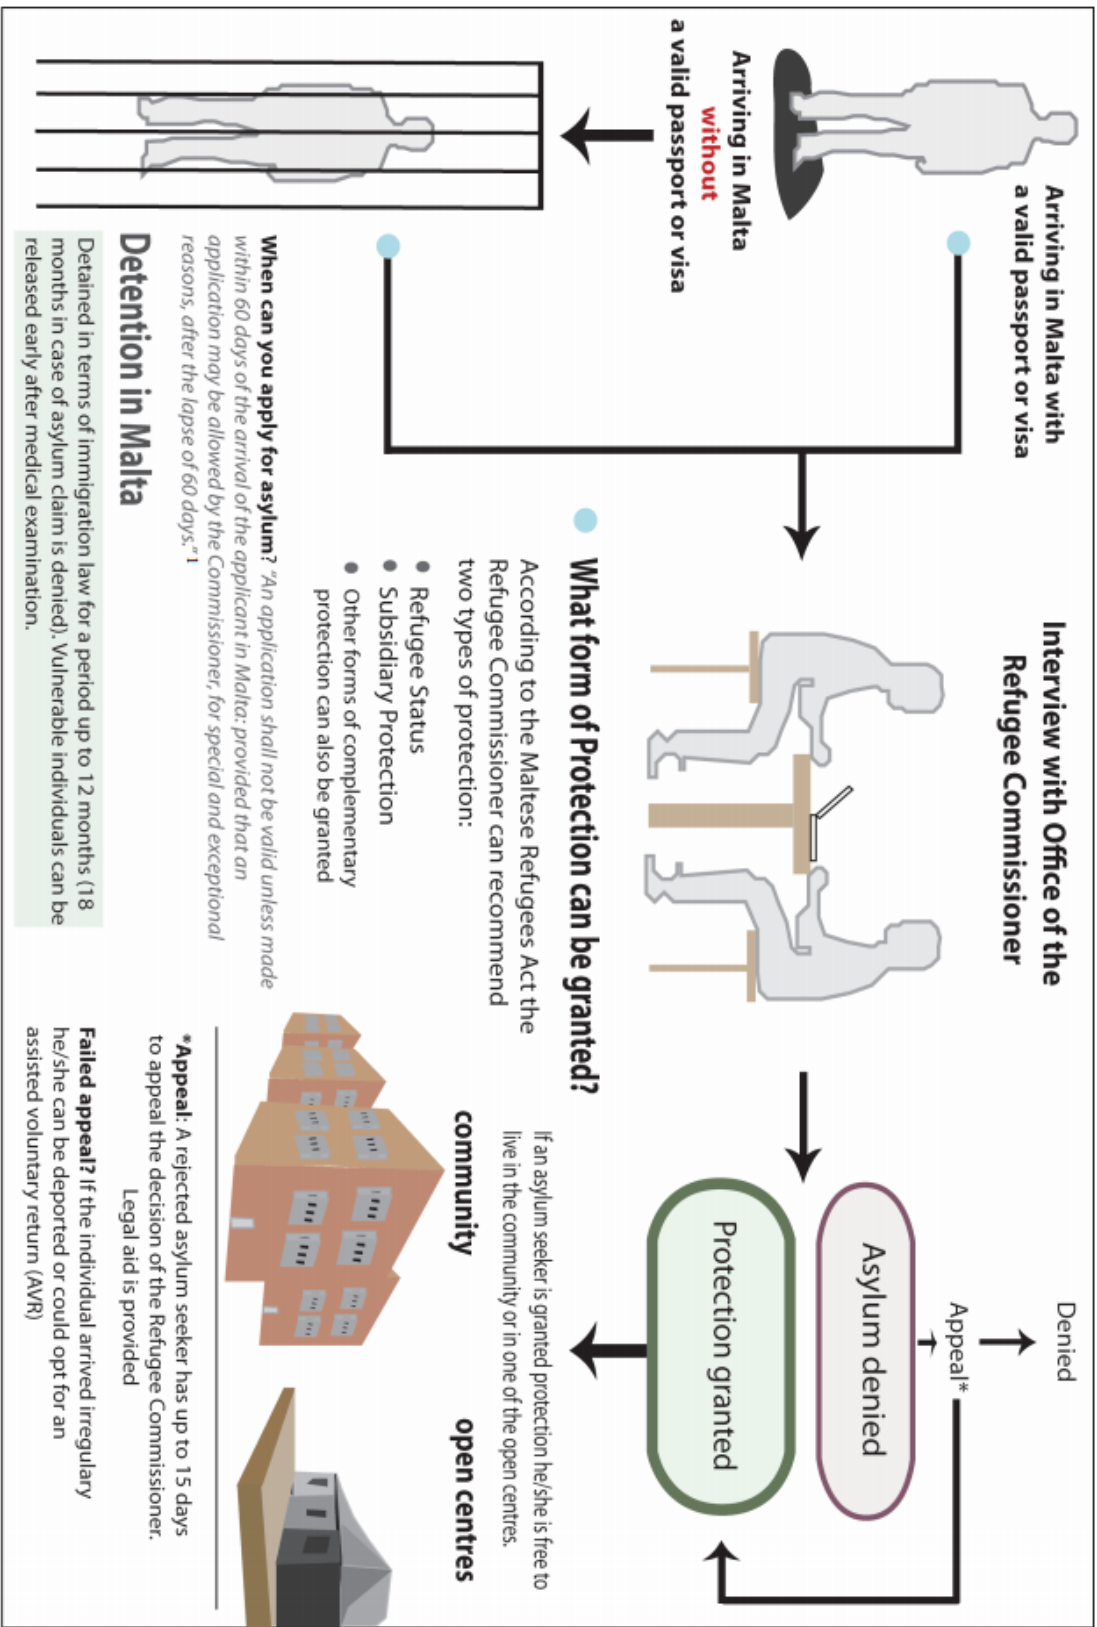 Arriving in Malta with
a valid passport or visa
Arriving in Malta
without
a valid passport or visa
Interview with Office of the
Refugee Commissioner
Denied
Appeal*
Asylum denied
Protection granted
What form of Protection can be granted?
According to the Maltese Refugees Act the
Refugee Commissioner can recommend
two types of protection:
Refugee Status
Subsidiary Protection
Other forms of complementary
protection can also be granted
If an asylum seeker is granted protection he/she is free to
live in the community or in one of the open centres.
community
open centres
When can you apply for asylum? “An application shall not be valid unless made
within 60 days of the arrival of the applicant in Malta: provided that an
application may be allowed by the Commissioner, for special and exceptional
reasons, after the lapse of 60 days.”1
Detention in Malta
Detained in terms of immigration law for a period up to 12 months (18
months in case of asylum claim is denied). Vulnerable individuals can be
released early after medical examination.
*Appeal: A rejected asylum seeker has up to 15 days
to appeal the decision of the Refugee Commissioner.
Legal aid is provided
Failed appeal? If the individual arrived irregulary
he/she can be deported or could opt for an
assisted voluntary return (AVR)